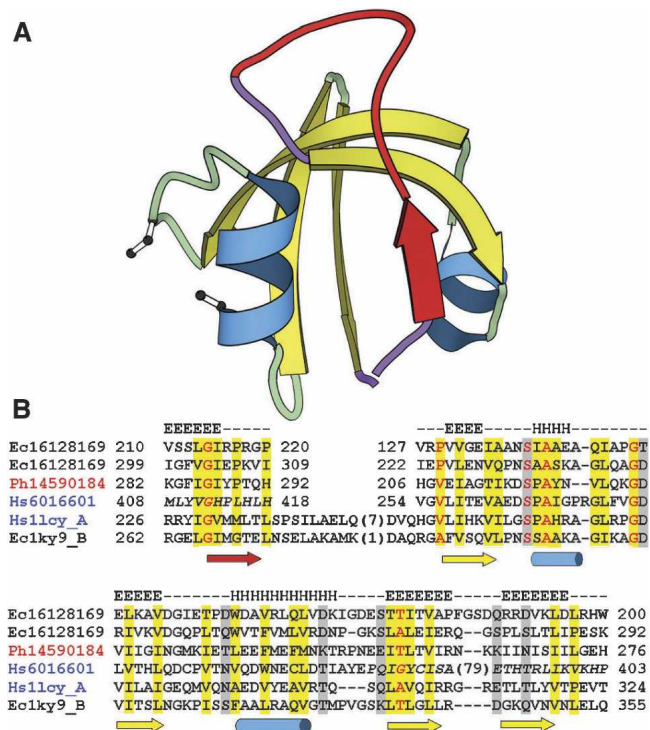 A
B
EEEEEE----- ---EEEE-----HHHH---------
Ec16128169 210 VSSLGIRPRGP 220 127 VRPVVGEIAANSIAAEA-QIAPGT
Ec16128169 299 IGFVGIEPKVI 309 222 IEPVLENVQPNSAASKA-GLQAGD
Ph14590184 282 KGFIGIYPTQH 292 206 HGVEIAGTIKDSPAYN-VLKPGD
Hs6016601 408 MLYVGHPLHLH 418 254 VGVLITEVAEDSPAIGPRGLFVGD
Hs1lcy_A 226 RRYIGVMMLTLSPSILAELQ(7)DVQHGVLIHKVILGSPAHRA-GLRPGD
Ec1ky9_B 262 RGELGIMGTELNSELAKAMK(1)DAQRGAFVSQVLPNSSAAKA-GIKAGD
EEEEE-------HHHHHHHHHHHH-----EEEEEEE-----EEEEEEE-----
Ec16128169 ELKAVDGIETPDWDAVRLQLVDKIGDESTTITVAPFGSDQRRDVKLDLRHW 200
Ec16128169 RIVKVDGQPLTQWVTFVMLVRDNP-GKSLALEIERQ--GSPLSLTLIPESK 292
Ph14590184 VIIGINGMKIETLEEFMEFMNKTRPNEEITLTVIRN--KKIINISIILGEH 276
Hs6016601 LVTHLQDCPVTNVQDWNECLDTIAYEPQIGYCISA(79)ETHTRLIKVKHP 403
Hs1lcy_A VILAIGEQMVQNAEDVYEAVRTQ---SQLAVQIRRG--RETLTLYVTPEVT 324
Ec1ky9_B VITSLNGKPISSFAALRAQVGTMPVGSKLTLGLLR---DGKQVNVNLELQ 355